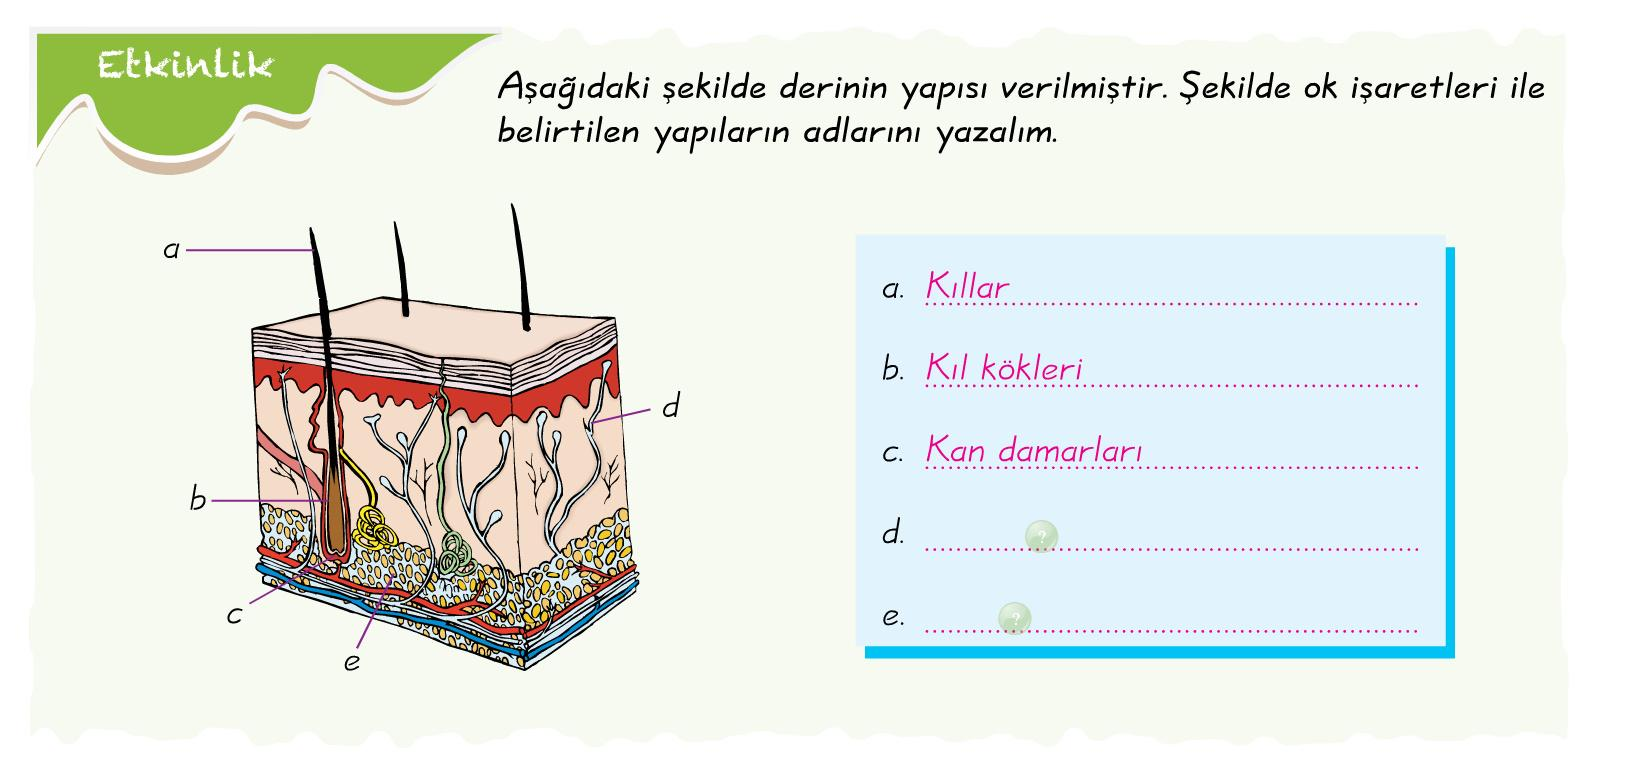 Etkinlik
Aşağıdaki şekilde derinin yapısı verilmiştir. Şekilde ok işaretleri ile
belirtilen yapıların adlarını yazalım.
a
b
c
e
d
a. Kıllar
b. Kıl kökleri
c. Kan damarları
d. ?
e. ?